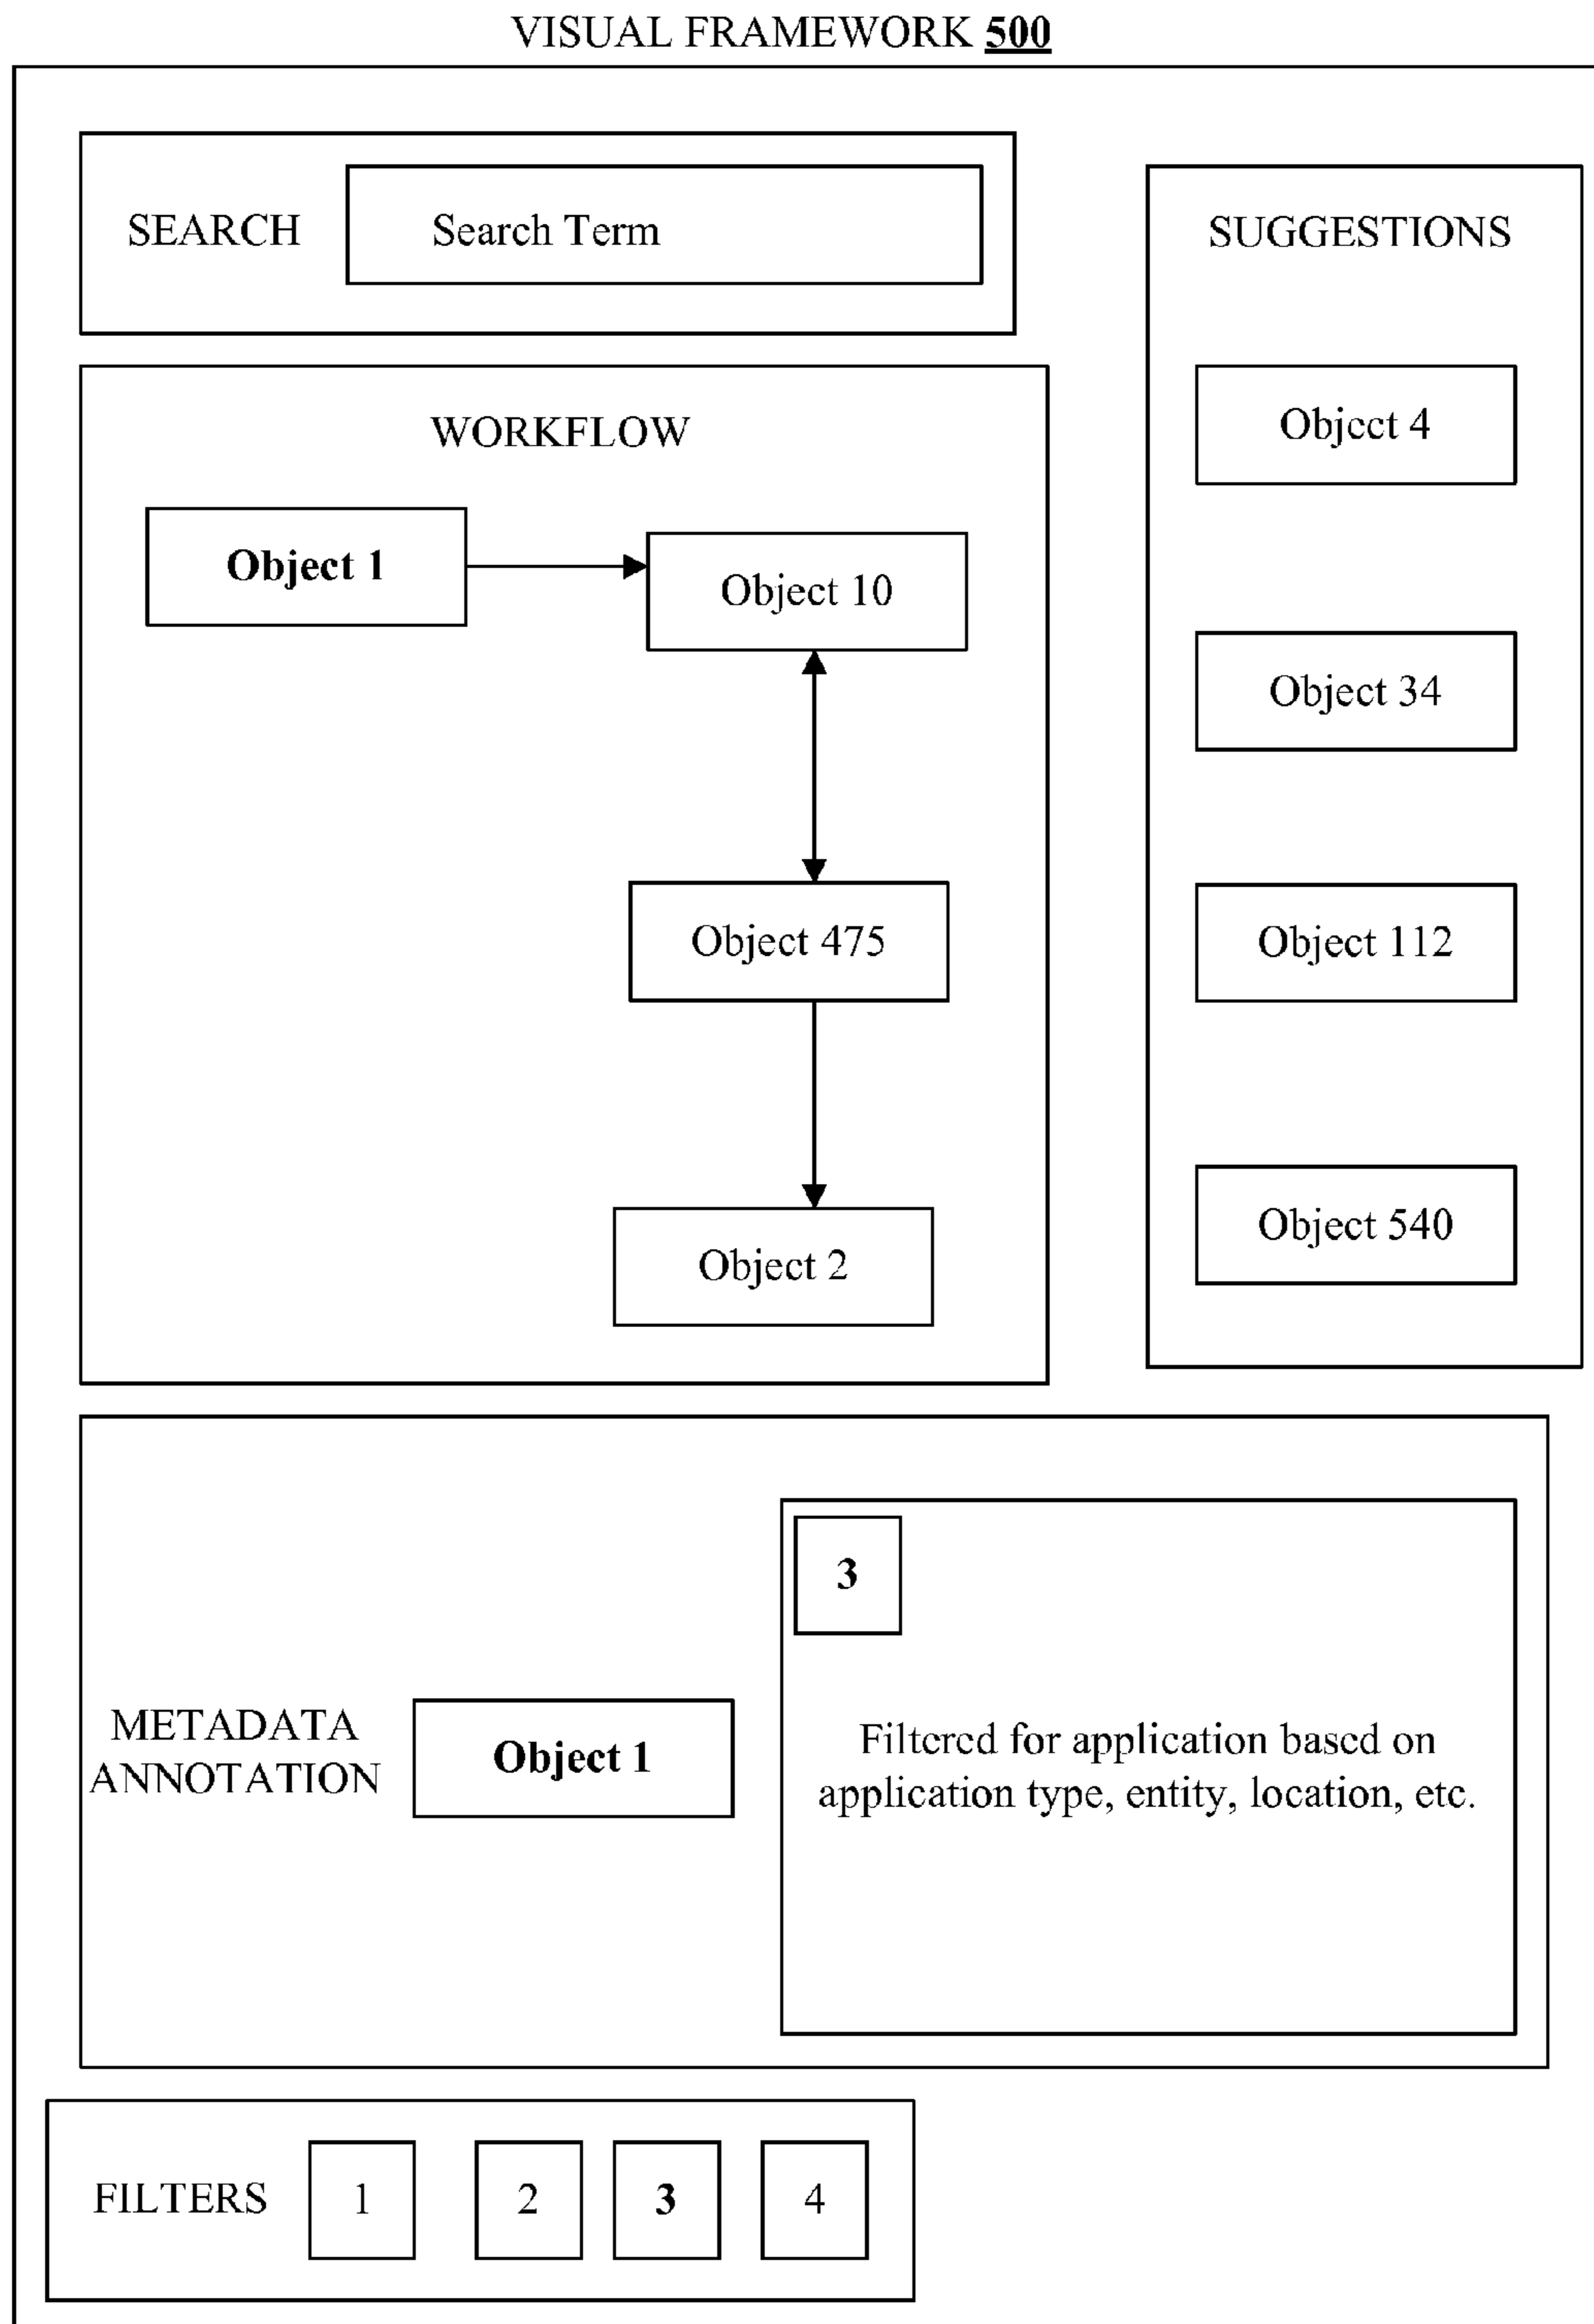 VISUAL FRAMEWORK 500
SEARCH
Search Term
SUGGESTIONS
Object 4
Object 34
Object 112
Object 540
WORKFLOW
Object 1
Object 10
Object 475
Object 2
METADATA
ANNOTATION
Object 1
3
Filtered for application based on
application type, entity, location, etc.
FILTERS
1
2
3
4